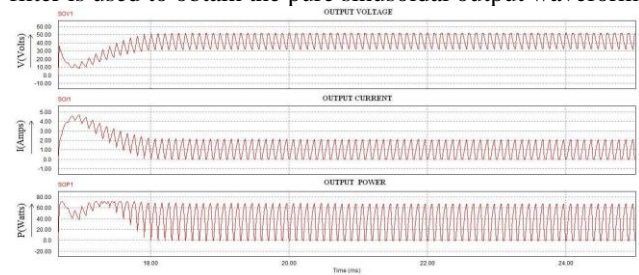 filter is used to obtain the pure sinusoidal output waveform
OUTPUT VOLTAGE
SOV1
V(Volts)
60.00
50.00
40.00
30.00
20.00
10.00
0.0
-10.00
OUTPUT CURRENT
SOI1
I(Amps)
5.00
4.00
3.00
2.00
1.00
0.0
-1.00
OUTPUT POWER
SOP1
P(Watts)
80.00
60.00
40.00
20.00
0.0
-20.00
18.00 20.00 22.00 24.00
Time (ms)